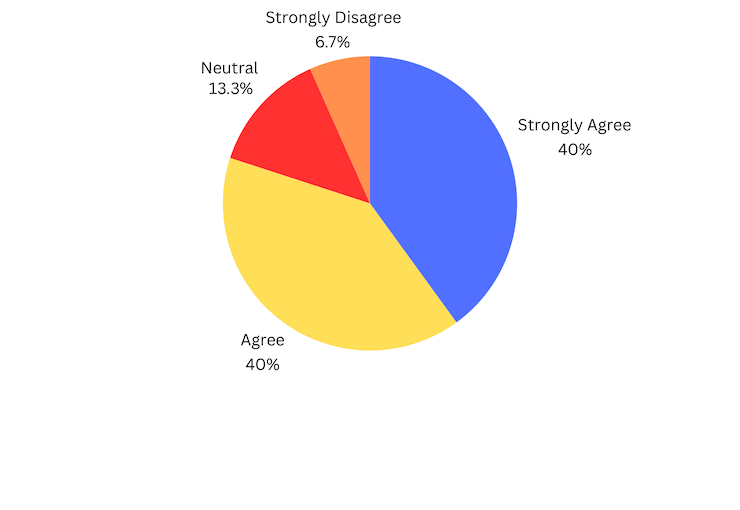 Strongly Disagree
6.7%
Neutral
13.3%
Strongly Agree
40%
Agree
40%